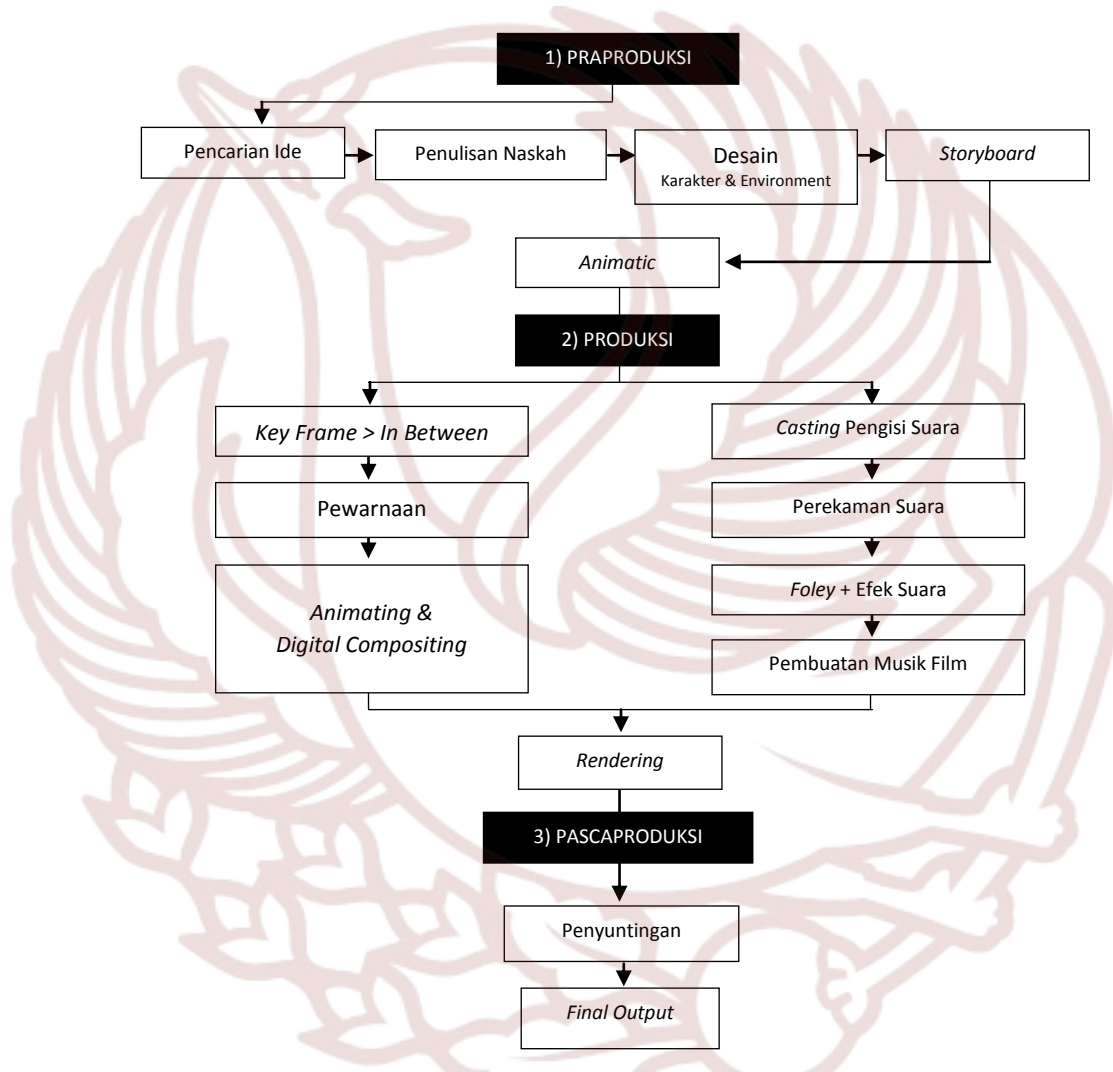 1) PRAPRODUKSI
Pencarian Ide
Penulisan Naskah
Desain
Karakter & Environment
Storyboard
Animatic
2) PRODUKSI
Key Frame > In Between
Pewarnaan
Animating &
Digital Compositing
Casting Pengisi Suara
Perekaman Suara
Foley + Efek Suara
Pembuatan Musik Film
Rendering
3) PASCAPRODUKSI
Penyuntingan
Final Output